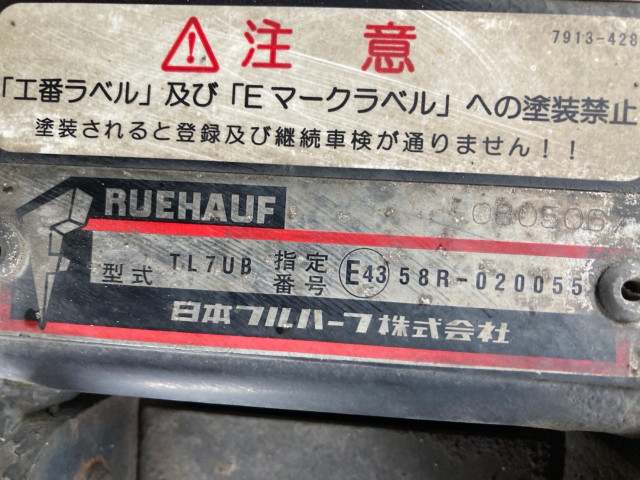 注意
7913-428
「工番ラベル」及び「Eマークラベル」への塗装禁止
塗装されると登録及び継続車検が通りません！！
RUEHAUF
080506
型式 TL7UB 指定番号 E43 58R-020055
日本フルハーフ株式会社